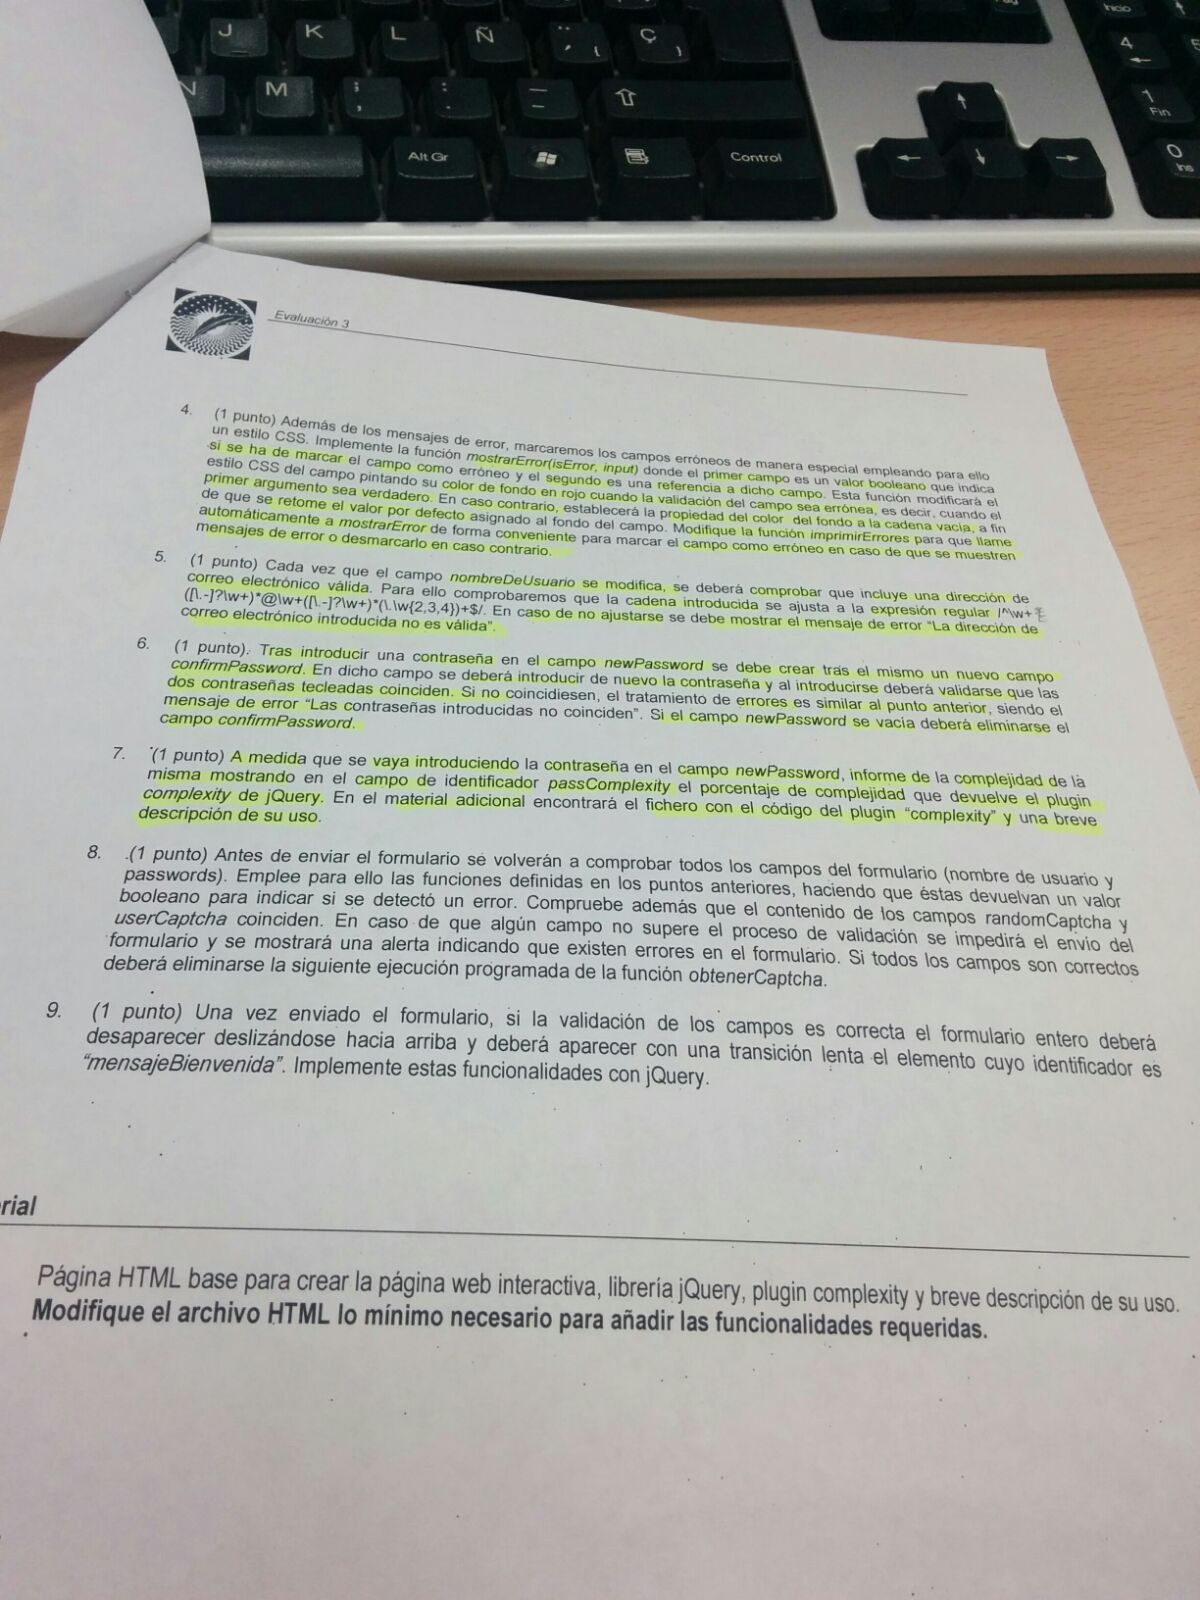 J K L Ñ ¨ ´ { Ç }
N M ; , : . _ - ⇧
Alt Gr Control
Inicio
4 ←
1 Fin
0 Ins
← ↑ ↓ →
Evaluación 3
4. (1 punto) Además de los mensajes de error, marcaremos los campos erróneos de manera especial empleando para ello
un estilo CSS. Implemente la función mostrarError(isError, input) donde el primer campo es un valor booleano que indica
si se ha de marcar el campo como erróneo y el segundo es una referencia a dicho campo. Esta función modificará el
estilo CSS del campo pintando su color de fondo en rojo cuando la validación del campo sea errónea, es decir, cuando el
primer argumento sea verdadero. En caso contrario, establecerá la propiedad del color del fondo a la cadena vacía, a fin
de que se retome el valor por defecto asignado al fondo del campo. Modifique la función imprimirErrores para que llame
automáticamente a mostrarError de forma conveniente para marcar el campo como erróneo en caso de que se muestren
mensajes de error o desmarcarlo en caso contrario.
5. (1 punto) Cada vez que el campo nombreDeUsuario se modifica, se deberá comprobar que incluye una dirección de
correo electrónico válida. Para ello comprobaremos que la cadena introducida se ajusta a la expresión regular /^\w+
([\.-]?\w+)*@\w+([\.-]?\w+)*(\.\w{2,3,4})+$/. En caso de no ajustarse se debe mostrar el mensaje de error “La dirección de
correo electrónico introducida no es válida”.
6. (1 punto). Tras introducir una contraseña en el campo newPassword se debe crear tras el mismo un nuevo campo
confirmPassword. En dicho campo se deberá introducir de nuevo la contraseña y al introducirse deberá validarse que las
dos contraseñas tecleadas coinciden. Si no coincidiesen, el tratamiento de errores es similar al punto anterior, siendo el
mensaje de error “Las contraseñas introducidas no coinciden”. Si el campo newPassword se vacía deberá eliminarse el
campo confirmPassword.
7. (1 punto) A medida que se vaya introduciendo la contraseña en el campo newPassword, informe de la complejidad de la
misma mostrando en el campo de identificador passComplexity el porcentaje de complejidad que devuelve el plugin
complexity de jQuery. En el material adicional encontrará el fichero con el código del plugin “complexity” y una breve
descripción de su uso.
8. .(1 punto) Antes de enviar el formulario se volverán a comprobar todos los campos del formulario (nombre de usuario y
passwords). Emplee para ello las funciones definidas en los puntos anteriores, haciendo que éstas devuelvan un valor
booleano para indicar si se detectó un error. Compruebe además que el contenido de los campos randomCaptcha y
userCaptcha coinciden. En caso de que algún campo no supere el proceso de validación se impedirá el envío del
formulario y se mostrará una alerta indicando que existen errores en el formulario. Si todos los campos son correctos
deberá eliminarse la siguiente ejecución programada de la función obtenerCaptcha.
9. (1 punto) Una vez enviado el formulario, si la validación de los campos es correcta el formulario entero deberá
desaparecer deslizándose hacia arriba y deberá aparecer con una transición lenta el elemento cuyo identificador es
“mensajeBienvenida”. Implemente estas funcionalidades con jQuery.
rial
Página HTML base para crear la página web interactiva, librería jQuery, plugin complexity y breve descripción de su uso.
Modifique el archivo HTML lo mínimo necesario para añadir las funcionalidades requeridas.